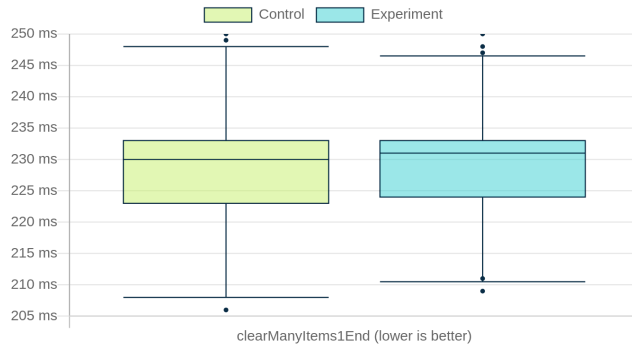 Control Experiment
250 ms
245 ms
240 ms
235 ms
230 ms
225 ms
220 ms
215 ms
210 ms
205 ms
clearManyItems1End (lower is better)